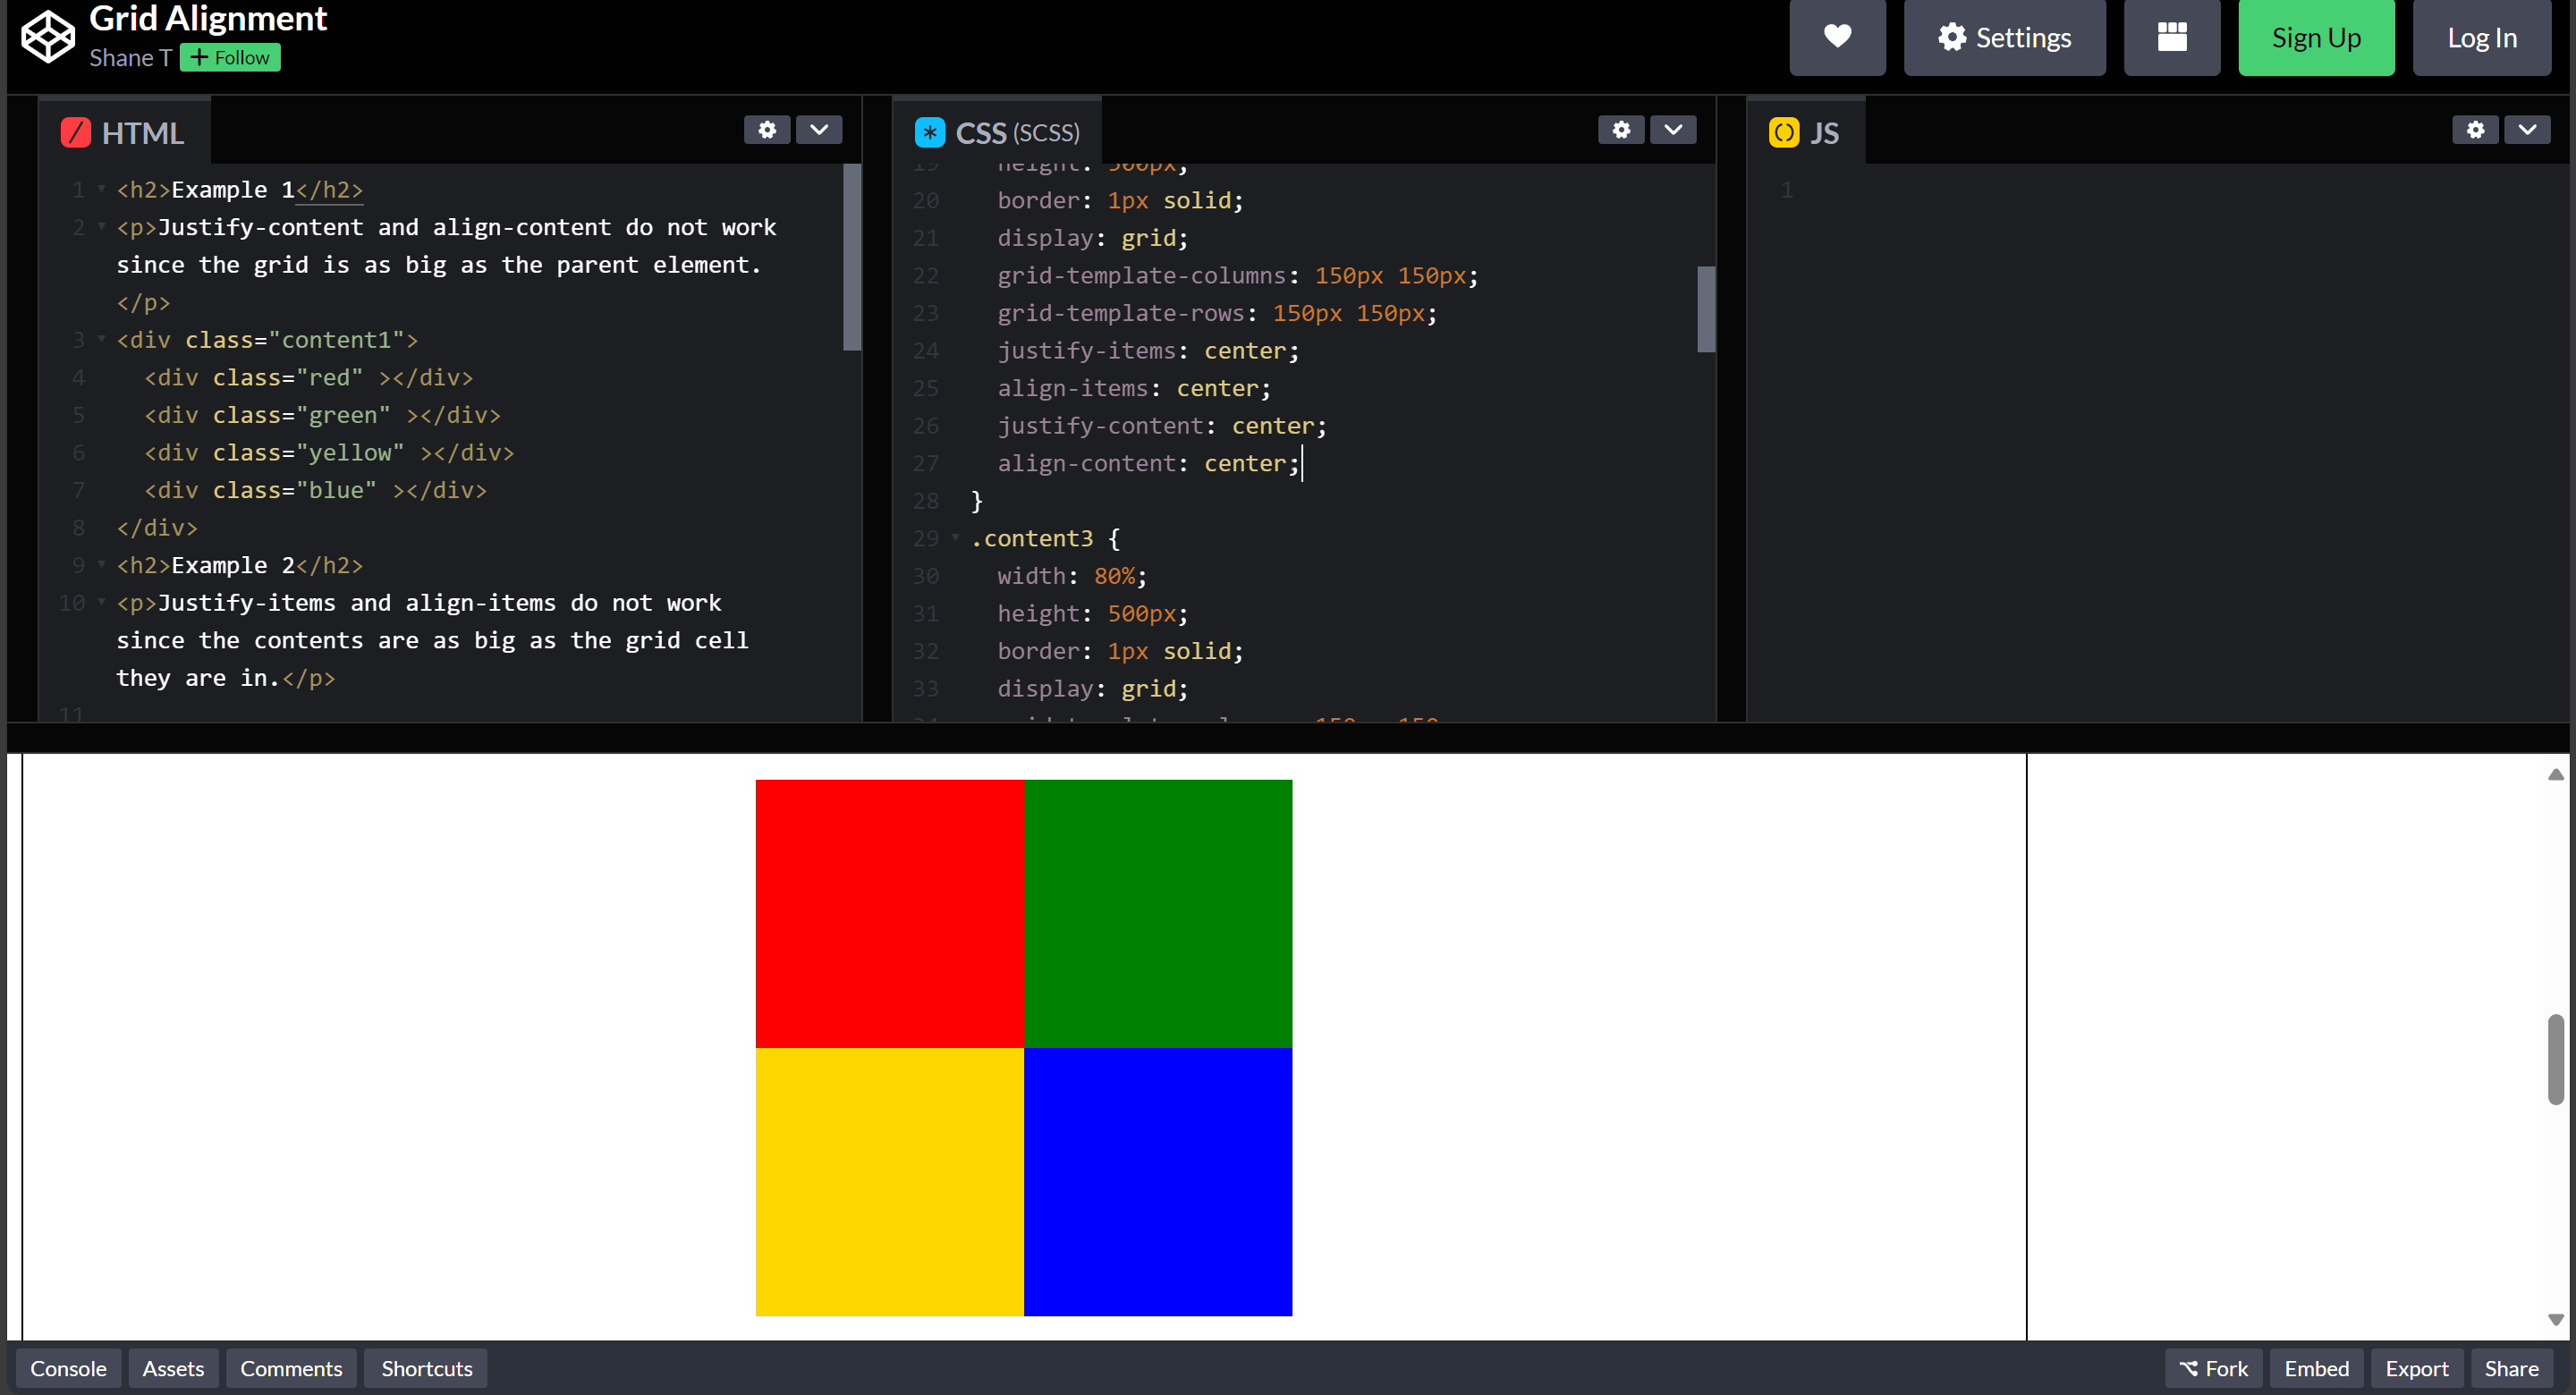 Grid Alignment
Shane T
+ Follow
Settings
Sign Up
Log In
HTML
1 <h2>Example 1</h2>
2 <p>Justify-content and align-content do not work
since the grid is as big as the parent element.
</p>
3 <div class="content1">
4 <div class="red" ></div>
5 <div class="green" ></div>
6 <div class="yellow" ></div>
7 <div class="blue" ></div>
8 </div>
9 <h2>Example 2</h2>
10 <p>Justify-items and align-items do not work
since the contents are as big as the grid cell
they are in.</p>
11
CSS (SCSS)
19 height: 500px;
20 border: 1px solid;
21 display: grid;
22 grid-template-columns: 150px 150px;
23 grid-template-rows: 150px 150px;
24 justify-items: center;
25 align-items: center;
26 justify-content: center;
27 align-content: center;
28 }
29 .content3 {
30 width: 80%;
31 height: 500px;
32 border: 1px solid;
33 display: grid;
JS
1
Console
Assets
Comments
Shortcuts
Fork
Embed
Export
Share